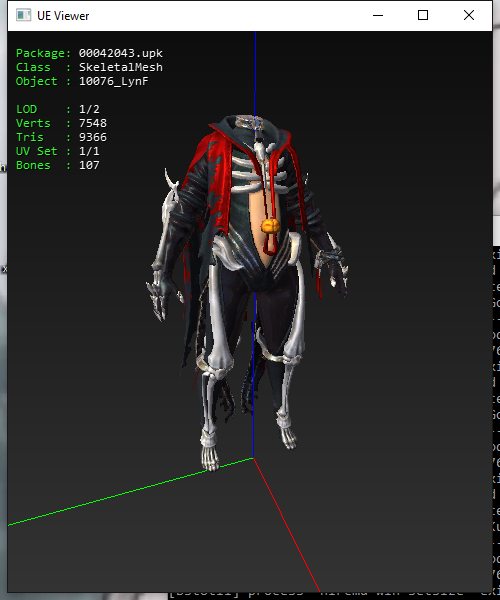 UE Viewer
Package: 00042043.upk
Class  : SkeletalMesh
Object : 10076_LynF
LOD    : 1/2
Verts  : 7548
Tris   : 9366
UV Set : 1/1
Bones  : 107